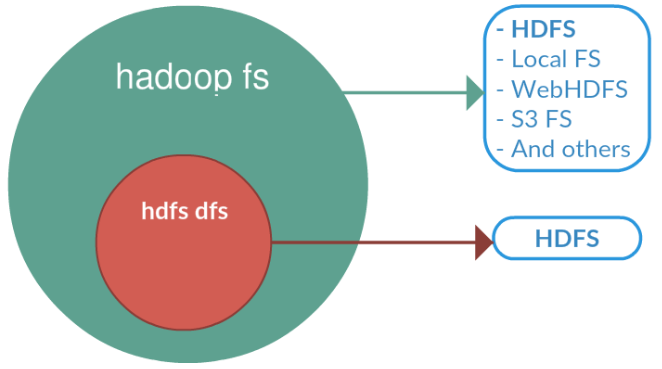 hadoop fs
- HDFS
- Local FS
- WebHDFS
- S3 FS
- And others
hdfs dfs
HDFS